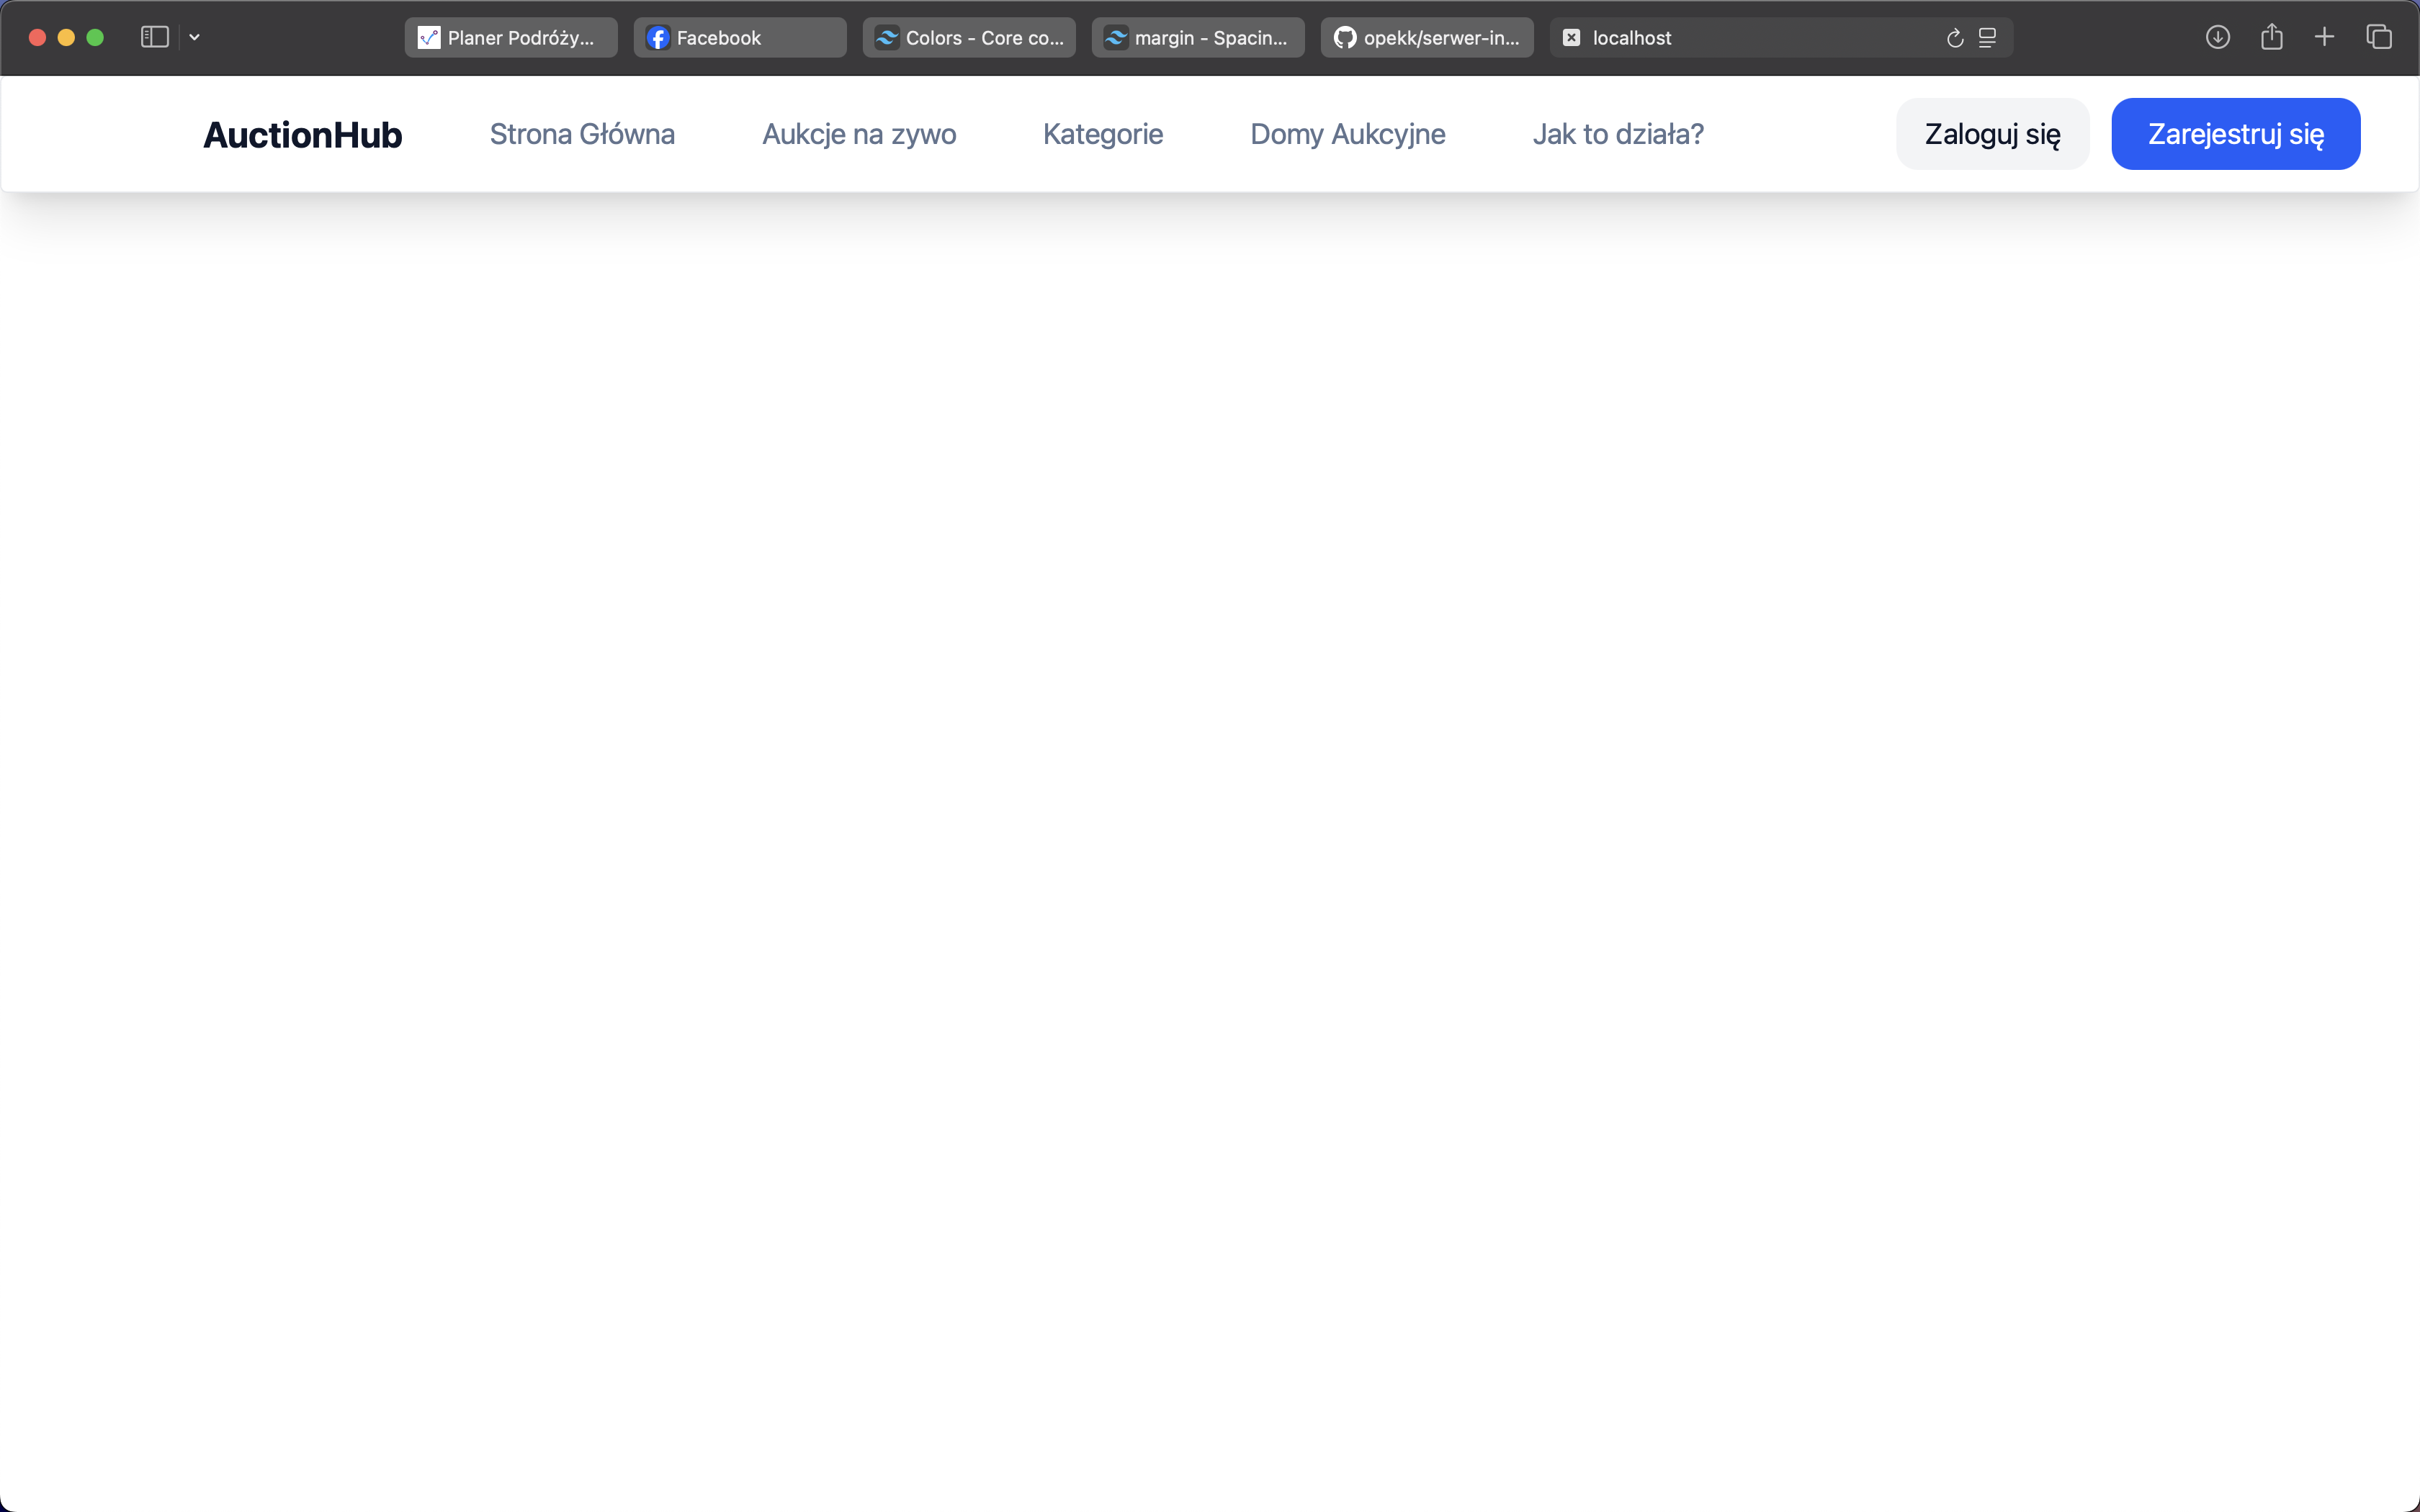 Planer Podróży...
Facebook
Colors - Core co...
margin - Spacin...
opekk/serwer-in...
localhost
AuctionHub
Strona Główna
Aukcje na zywo
Kategorie
Domy Aukcyjne
Jak to działa?
Zaloguj się
Zarejestruj się